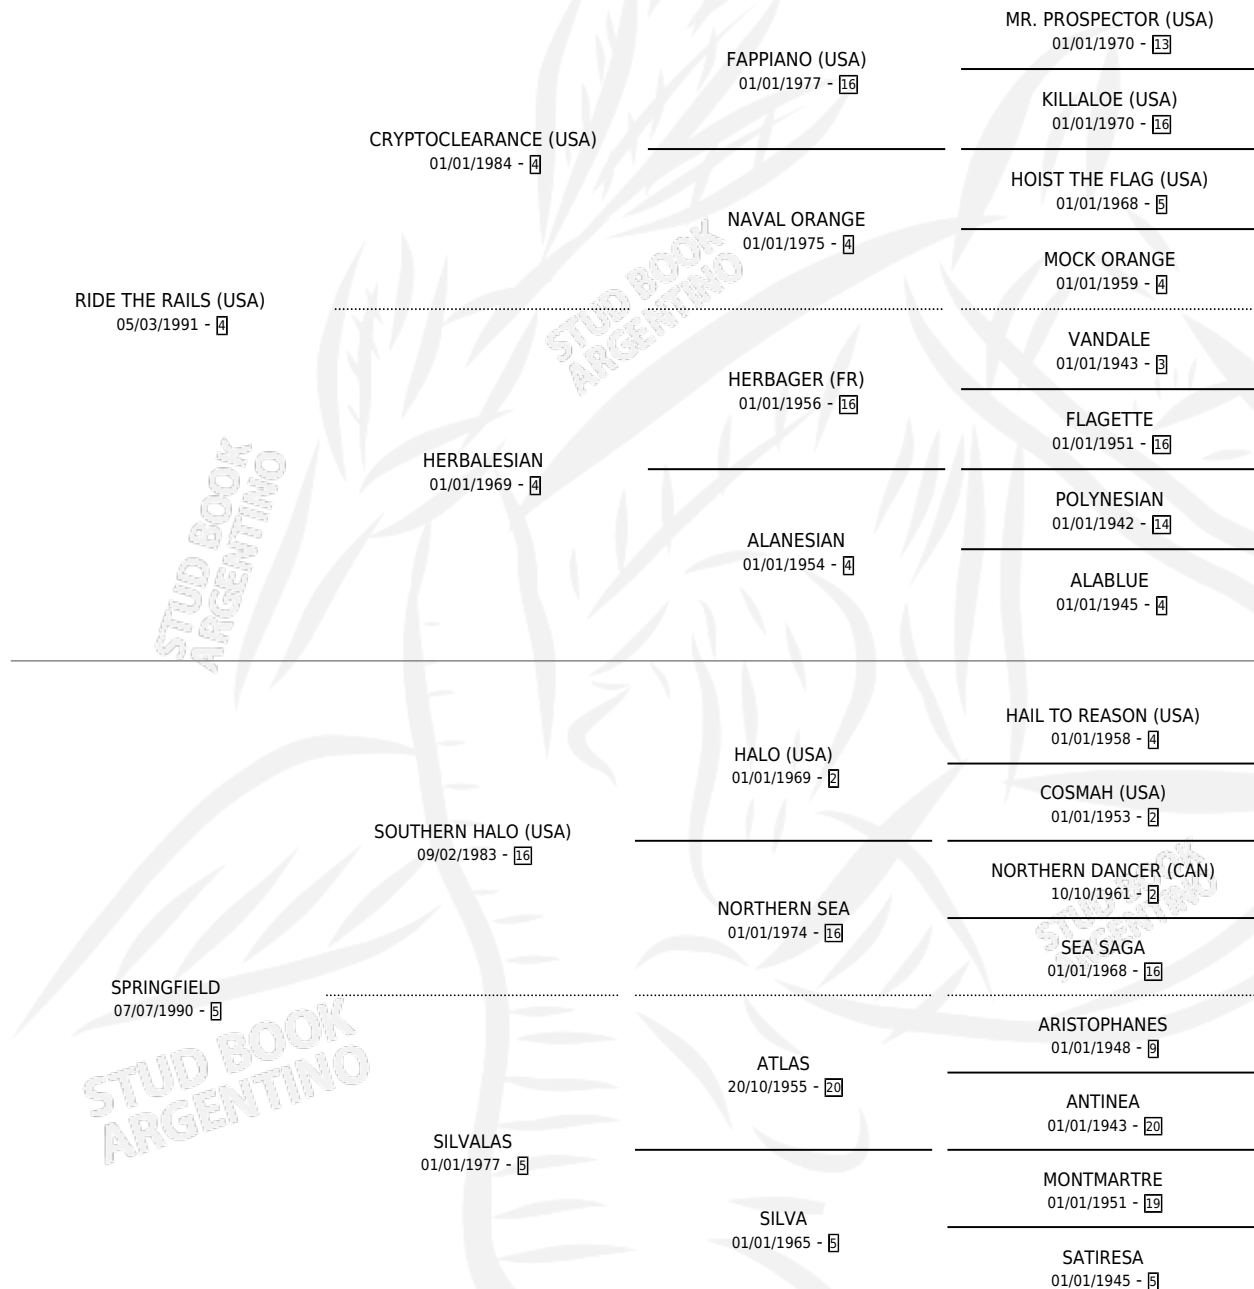 MR. PROSPECTOR (USA)
01/01/1970 - 13
FAPPIANO (USA)
01/01/1977 - 16
KILLALOE (USA)
01/01/1970 - 16
CRYPTOCLEARANCE (USA)
01/01/1984 - 4
HOIST THE FLAG (USA)
01/01/1968 - 5
NAVAL ORANGE
01/01/1975 - 4
MOCK ORANGE
01/01/1959 - 4
RIDE THE RAILS (USA)
05/03/1991 - 4
VANDALE
01/01/1943 - 3
HERBAGER (FR)
01/01/1956 - 16
FLAGETTE
01/01/1951 - 16
HERBALESIAN
01/01/1969 - 4
POLYNESIAN
01/01/1942 - 14
ALANESIAN
01/01/1954 - 4
ALABLUE
01/01/1945 - 4
HAIL TO REASON (USA)
01/01/1958 - 4
HALO (USA)
01/01/1969 - 2
COSMAH (USA)
01/01/1953 - 2
SOUTHERN HALO (USA)
09/02/1983 - 16
NORTHERN DANCER (CAN)
10/10/1961 - 2
NORTHERN SEA
01/01/1974 - 16
SEA SAGA
01/01/1968 - 16
SPRINGFIELD
07/07/1990 - 5
ARISTOPHANES
01/01/1948 - 9
ATLAS
20/10/1955 - 20
ANTINEA
01/01/1943 - 20
SILVALAS
01/01/1977 - 5
MONTMARTRE
01/01/1951 - 19
SILVA
01/01/1965 - 5
SATIRESA
01/01/1945 - 5
STUD BOOK
ARGENTINO
STUD BOOK
ARGENTINO
STUD BOOK
ARGENTINO
STUD BOOK
ARGENTINO